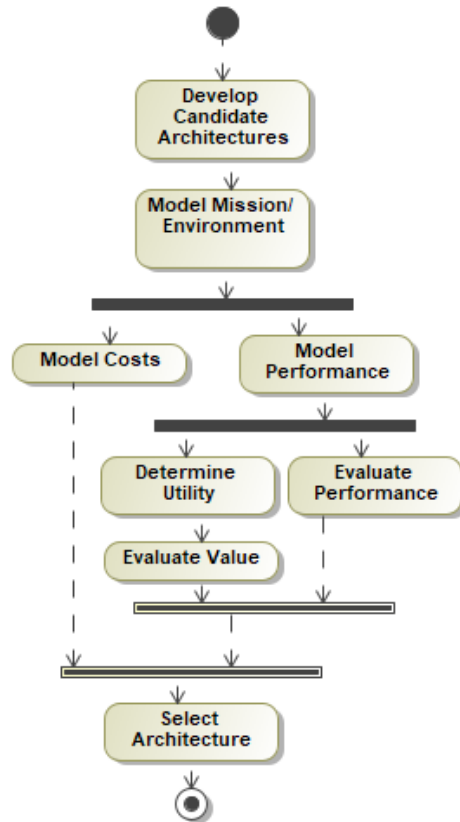 Develop
Candidate
Architectures
Model Mission/
Environment
Model Costs
Model
Performance
Determine
Utility
Evaluate
Performance
Evaluate Value
Select
Architecture